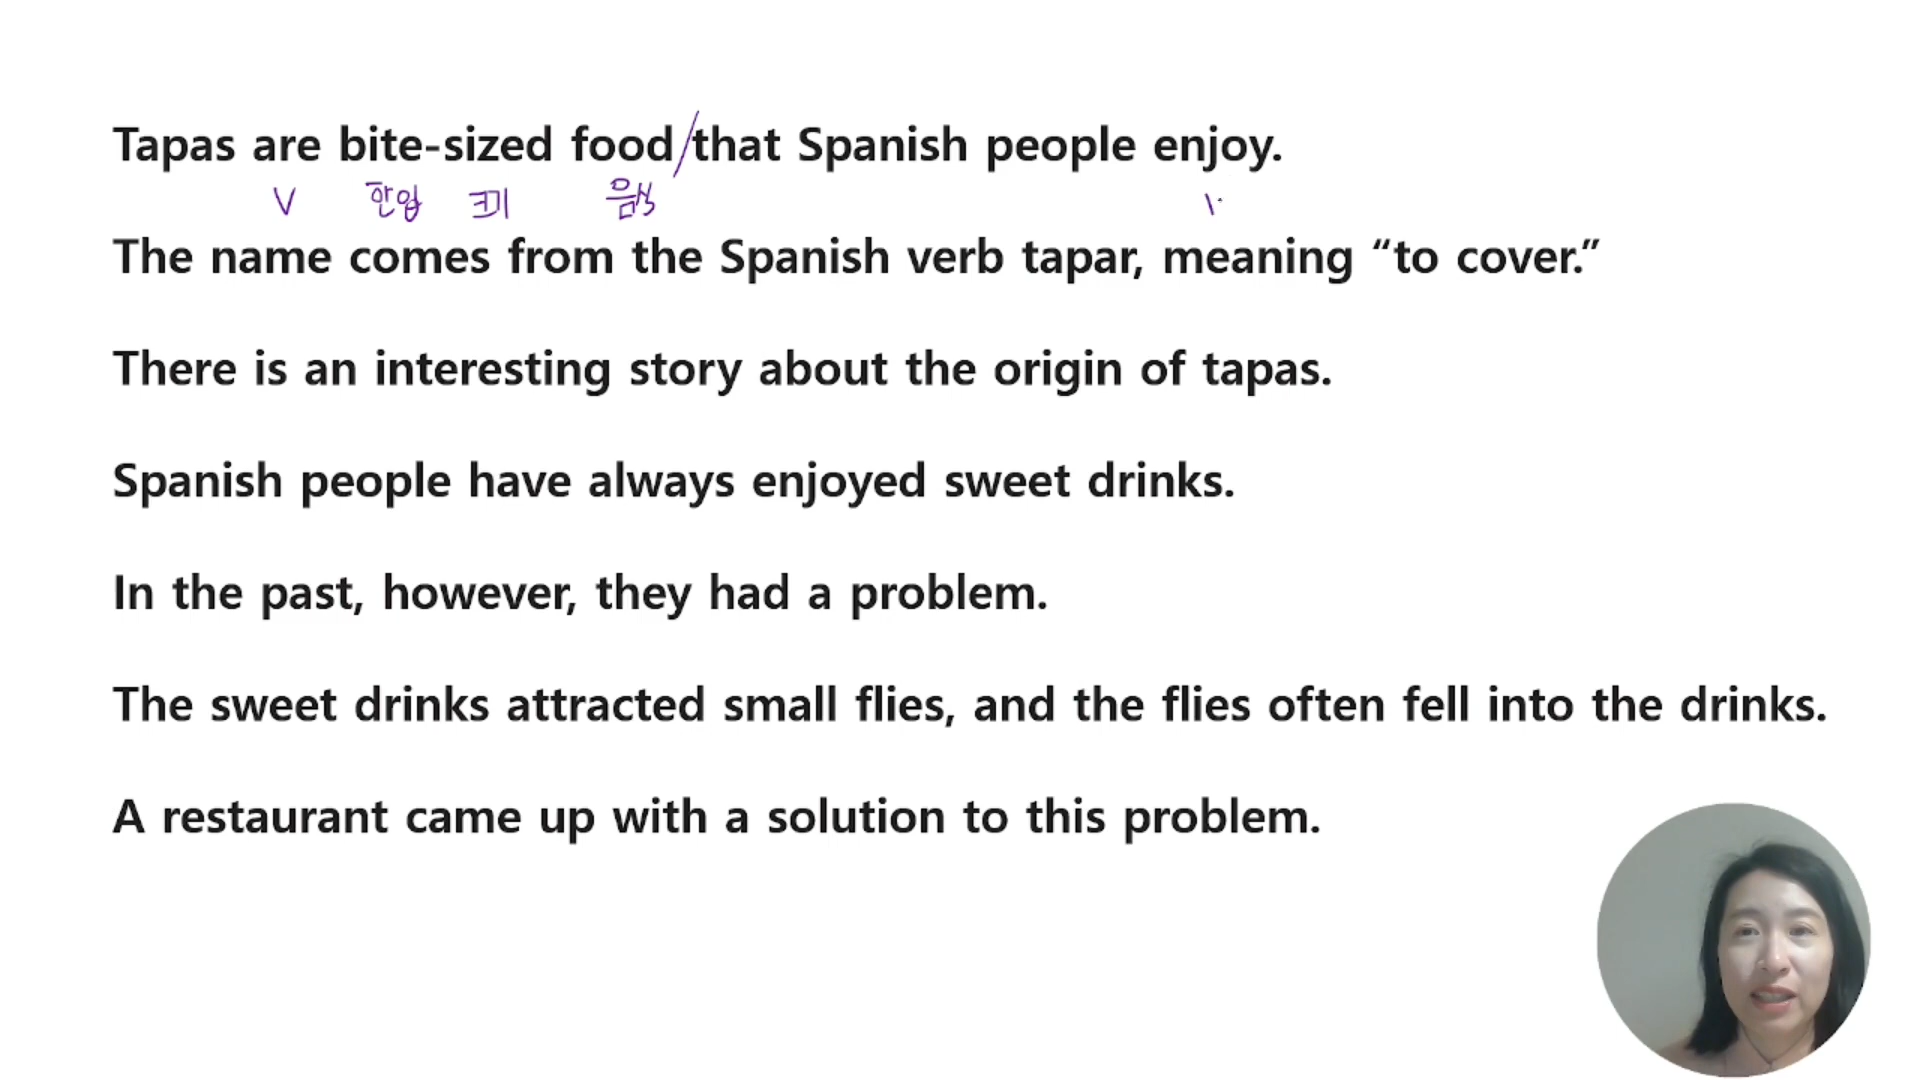 Tapas are bite-sized food/that Spanish people enjoy.
V 한입 크기 음식
The name comes from the Spanish verb tapar, meaning “to cover.”
There is an interesting story about the origin of tapas.
Spanish people have always enjoyed sweet drinks.
In the past, however, they had a problem.
The sweet drinks attracted small flies, and the flies often fell into the drinks.
A restaurant came up with a solution to this problem.